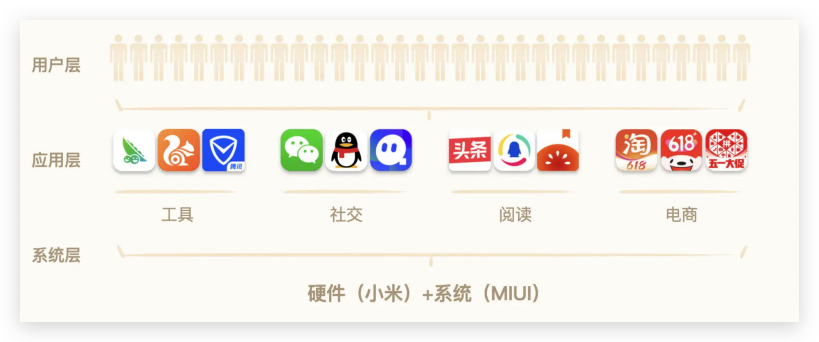 用户层
应用层
腾讯
头条
淘
618
618
拼
五一大促
工具
社交
阅读
电商
系统层
硬件（小米）+系统（MIUI）